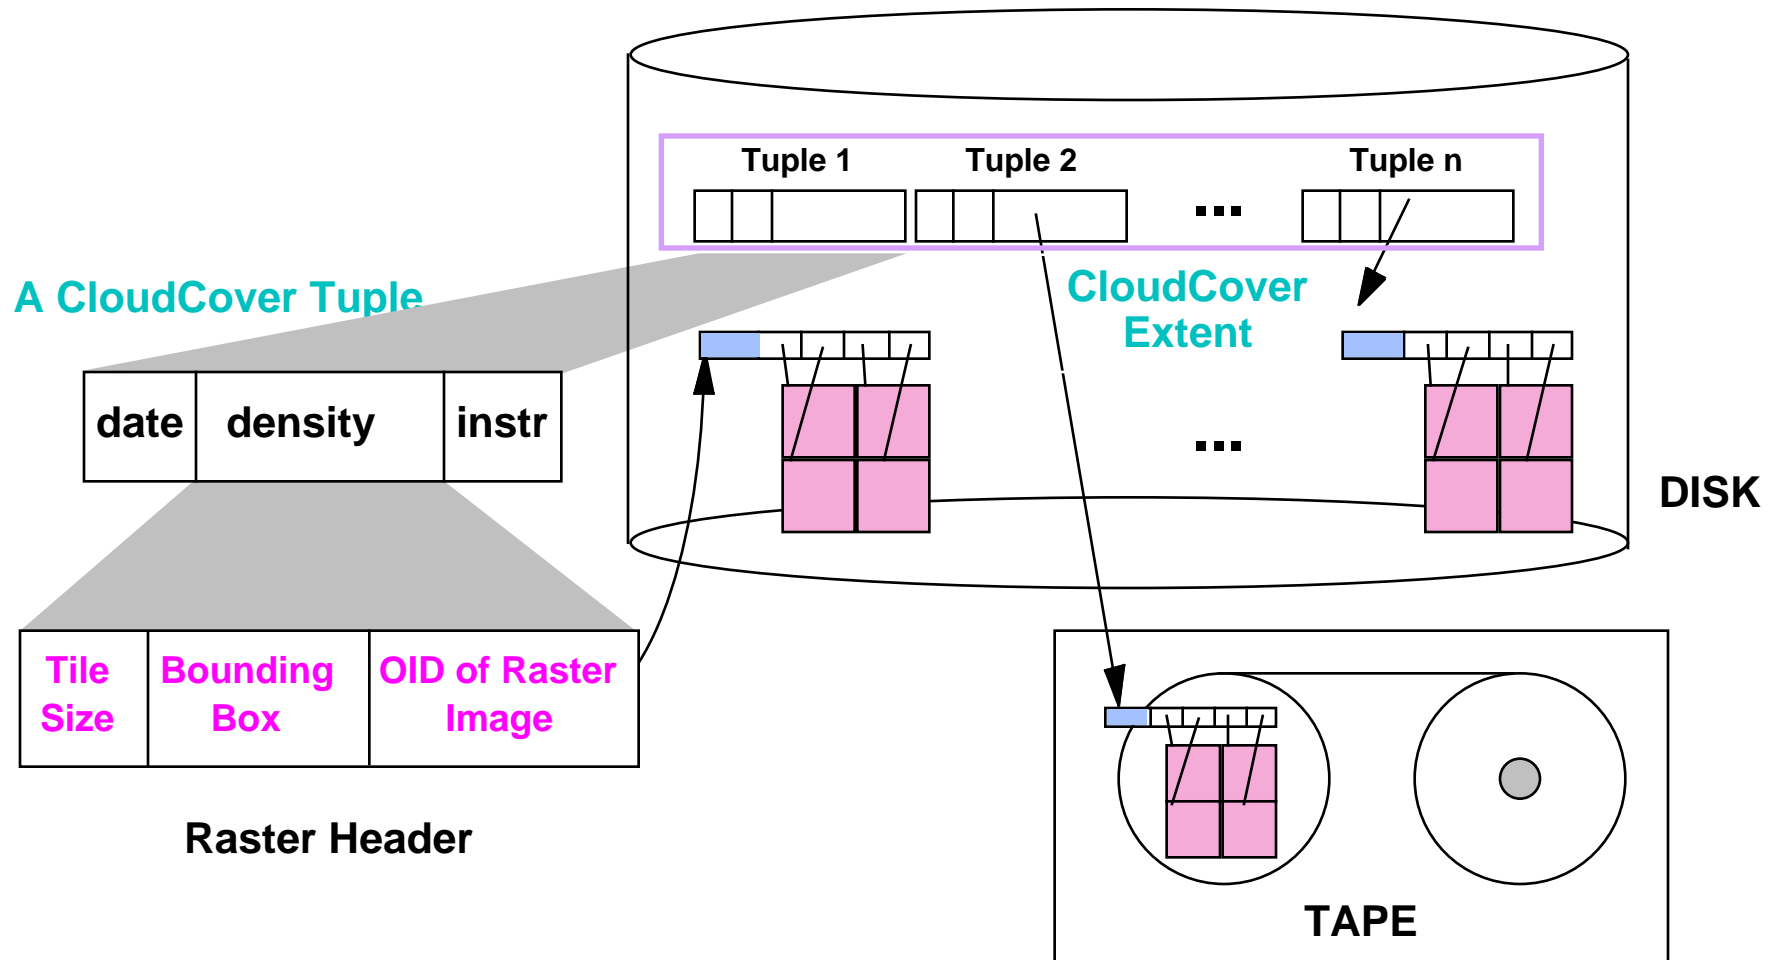 Tuple 1
Tuple 2
...
Tuple n
A CloudCover Tuple
CloudCover
Extent
date
density
instr
...
DISK
Tile
Size
Bounding
Box
OID of Raster
Image
Raster Header
TAPE